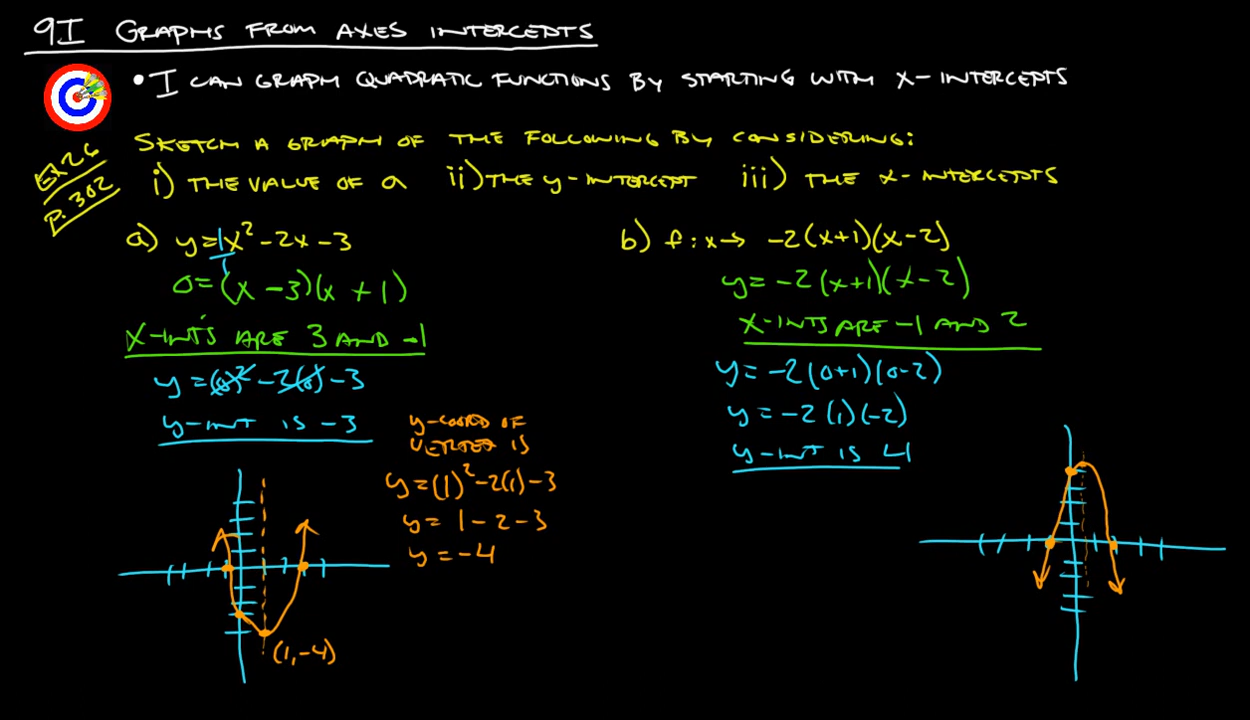 9I GRAPHS FROM AXES INTERCEPTS
• I CAN GRAPH QUADRATIC FUNCTIONS BY STARTING WITH X-INTERCEPTS
EX 26
P. 302
SKETCH A GRAPH OF THE FOLLOWING BY CONSIDERING:
i) THE VALUE OF a ii) THE y-INTERCEPT iii) THE x-INTERCEPTS
a) y=1x²-2x-3
0=(x-3)(x+1)
X-INTS ARE 3 AND -1
y=(0)²-2(0)-3
y-INT IS -3
y-COORD OF
VERTEX IS
y=(1)²-2(1)-3
y=1-2-3
y=-4
(1,-4)
b) f:x→ -2(x+1)(x-2)
y=-2(x+1)(x-2)
X-INTS ARE -1 AND 2
y=-2(0+1)(0-2)
y=-2(1)(-2)
y-INT IS 4